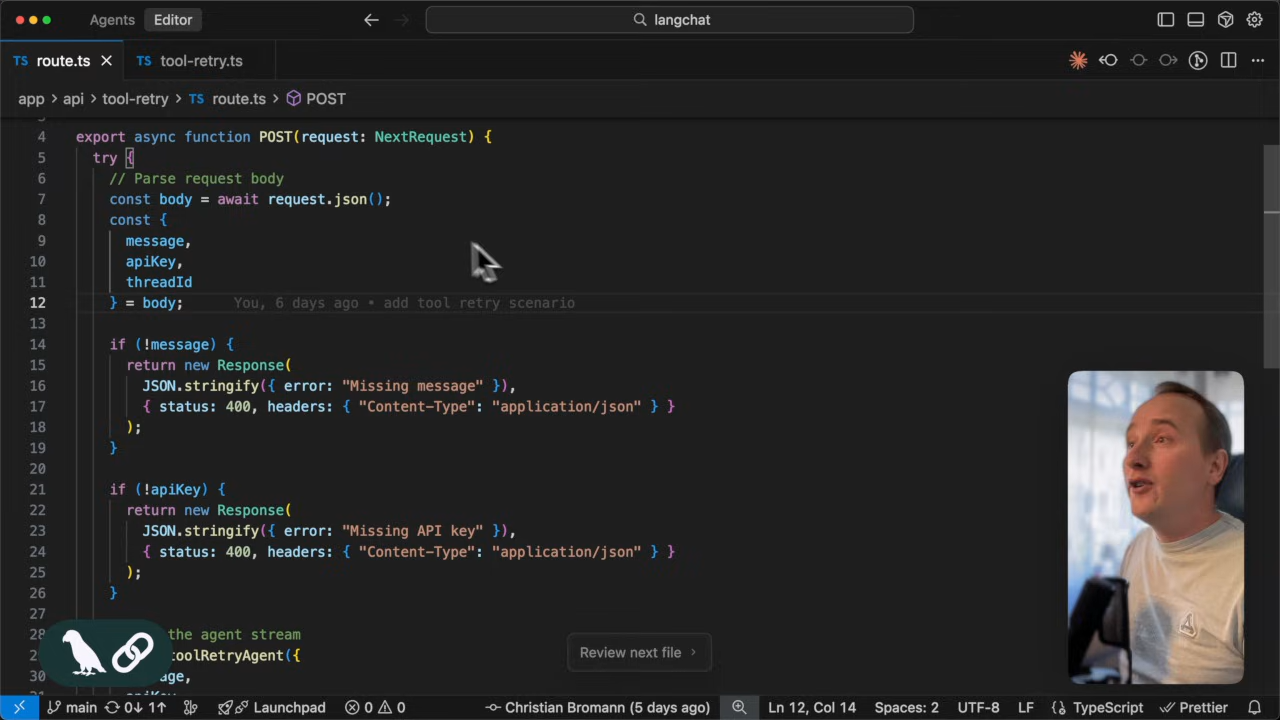 Agents Editor
langchat
TS route.ts
TS tool-retry.ts
app > api > tool-retry > TS route.ts > POST
4 export async function POST(request: NextRequest) {
5 try {
6 // Parse request body
7 const body = await request.json();
8 const {
9 message,
10 apiKey,
11 threadId
12 } = body; You, 6 days ago • add tool retry scenario
13
14 if (!message) {
15 return new Response(
16 JSON.stringify({ error: "Missing message" }),
17 { status: 400, headers: { "Content-Type": "application/json" } }
18 );
19 }
20
21 if (!apiKey) {
22 return new Response(
23 JSON.stringify({ error: "Missing API key" }),
24 { status: 400, headers: { "Content-Type": "application/json" } }
25 );
26 }
27
28 the agent stream
toolRetryAgent({
30
Review next file
main 0↓ 1↑ Launchpad 0 0 Christian Bromann (5 days ago) Ln 12, Col 14 Spaces: 2 UTF-8 LF {} TypeScript Prettier